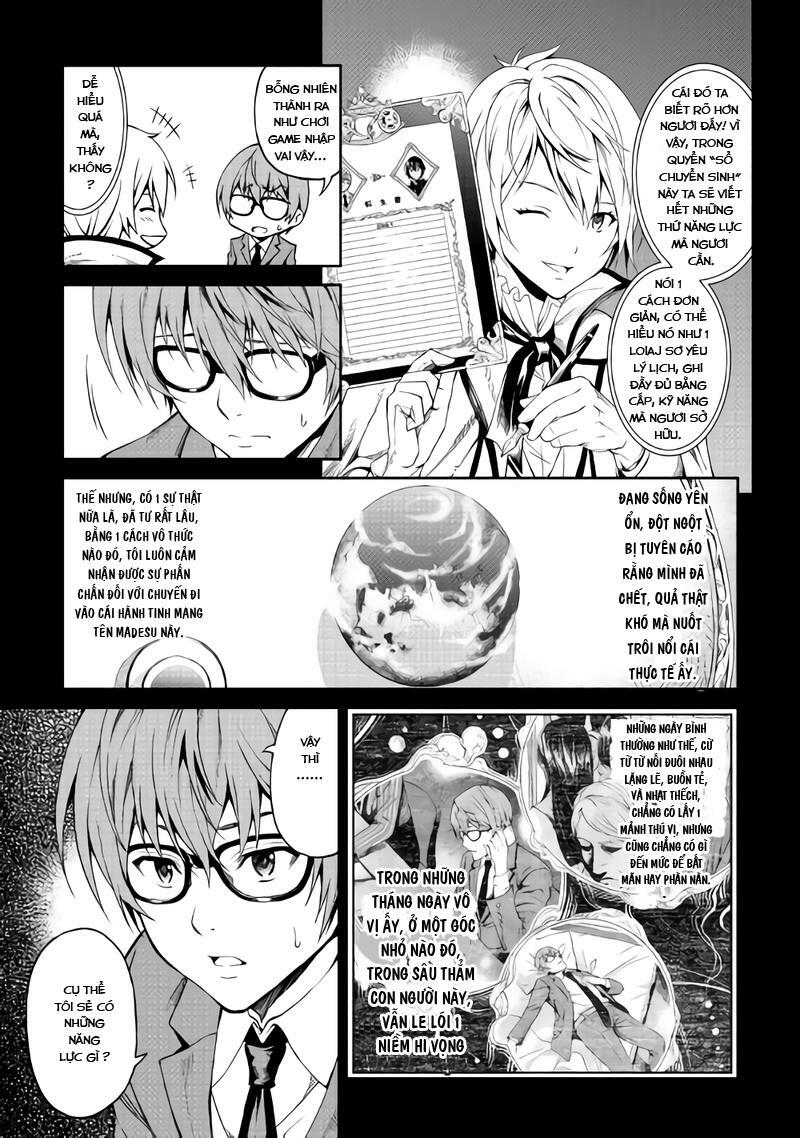 CÁI ĐÓ TA
BIẾT RÕ HƠN
NGƯƠI ĐẤY! VÌ
VẬY, TRONG
QUYỂN "SỔ
CHUYỂN SINH"
NÀY TA SẼ VIẾT
HẾT NHỮNG
THỨ NĂNG LỰC
MÀ NGƯƠI
CẦN.
NÓI 1
CÁCH ĐƠN
GIẢN, CÓ THỂ
HIỂU NÓ NHƯ 1
LOIAJ SƠ YẾU
LÝ LỊCH, GHI
ĐẦY ĐỦ BẰNG
CẤP, KỸ NĂNG
MÀ NGƯƠI SỞ
HỮU.
BỖNG NHIÊN
THÀNH RA
NHƯ CHƠI
GAME NHẬP
VAI VẬY...
DỄ
HIỂU
QUÁ
MÀ,
THẤY
KHÔNG
?
ĐANG SỐNG YÊN
ỔN, ĐỘT NGỘT
BỊ TUYÊN CÁO
RẰNG MÌNH ĐÃ
CHẾT, QUẢ THẬT
KHÓ MÀ NUỐT
TRÔI NỔI CÁI
THỰC TẾ ẤY.
THẾ NHƯNG, CÓ 1 SỰ THẬT
NỮA LÀ, ĐÃ TƯ RẤT LÂU,
BẰNG 1 CÁCH VÔ THỨC
NÀO ĐÓ, TÔI LUÔN CẢM
NHẬN ĐƯỢC SỰ PHẤN
CHẤN ĐỐI VỚI CHUYẾN ĐI
VÀO CÁI HÀNH TINH MANG
TÊN MADESU NÀY.
NHỮNG NGÀY BÌNH
THƯỜNG NHƯ THẾ, CỨ
TỪ TỪ NỐI ĐUÔI NHAU
LẶNG LẼ, BUỒN TẺ,
VÀ NHẠT THẾCH,
CHẲNG CÓ LẤY 1
MẢNH THÚ VỊ, NHƯNG
CŨNG CHẲNG CÓ GÌ
ĐẾN MỨC ĐỂ BẤT
MÃN HAY PHÀN NÀN.
TRONG NHỮNG
THÁNG NGÀY VÔ
VỊ ẤY, Ở MỘT GÓC
NHỎ NÀO ĐÓ,
TRONG SÂU THẲM
CON NGƯỜI NÀY,
VẪN LE LÓI 1
NIỀM HI VỌNG
VẬY
THÌ
......
CỤ THỂ
TÔI SẼ CÓ
NHỮNG
NĂNG
LỰC GÌ ?